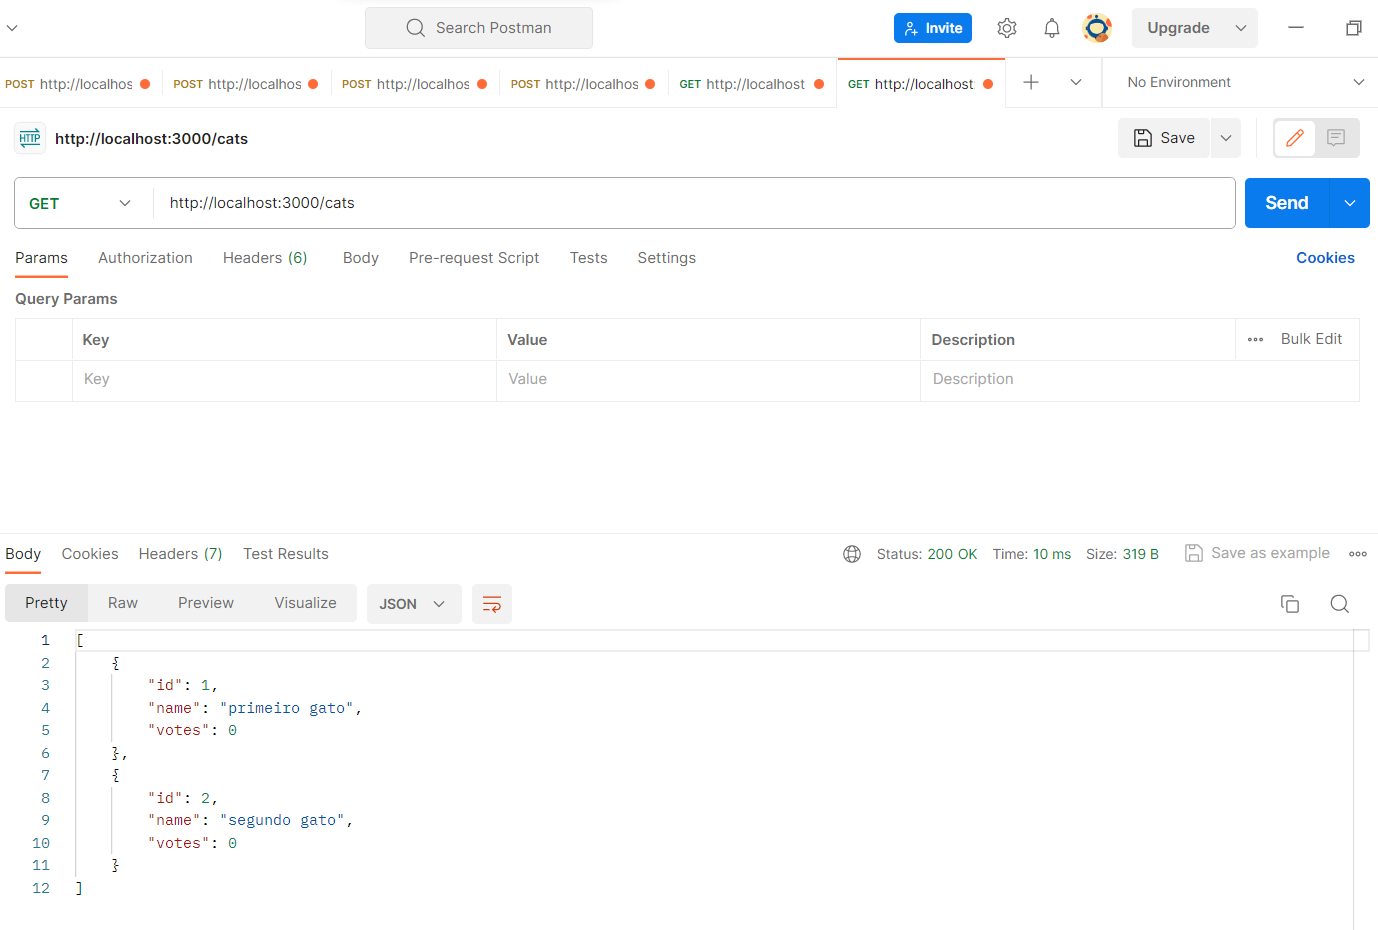 Search Postman
Invite
Upgrade
POST http://localhos
POST http://localhos
POST http://localhos
POST http://localhos
GET http://localhost
GET http://localhost:
No Environment
HTTP
http://localhost:3000/cats
Save
GET
http://localhost:3000/cats
Send
Params
Authorization
Headers (6)
Body
Pre-request Script
Tests
Settings
Cookies
Query Params
Key
Value
Description
Bulk Edit
Key
Value
Description
Body
Cookies
Headers (7)
Test Results
Status: 200 OK
Time: 10 ms
Size: 319 B
Save as example
Pretty
Raw
Preview
Visualize
JSON
1 [
2 {
3 "id": 1,
4 "name": "primeiro gato",
5 "votes": 0
6 },
7 {
8 "id": 2,
9 "name": "segundo gato",
10 "votes": 0
11 }
12 ]